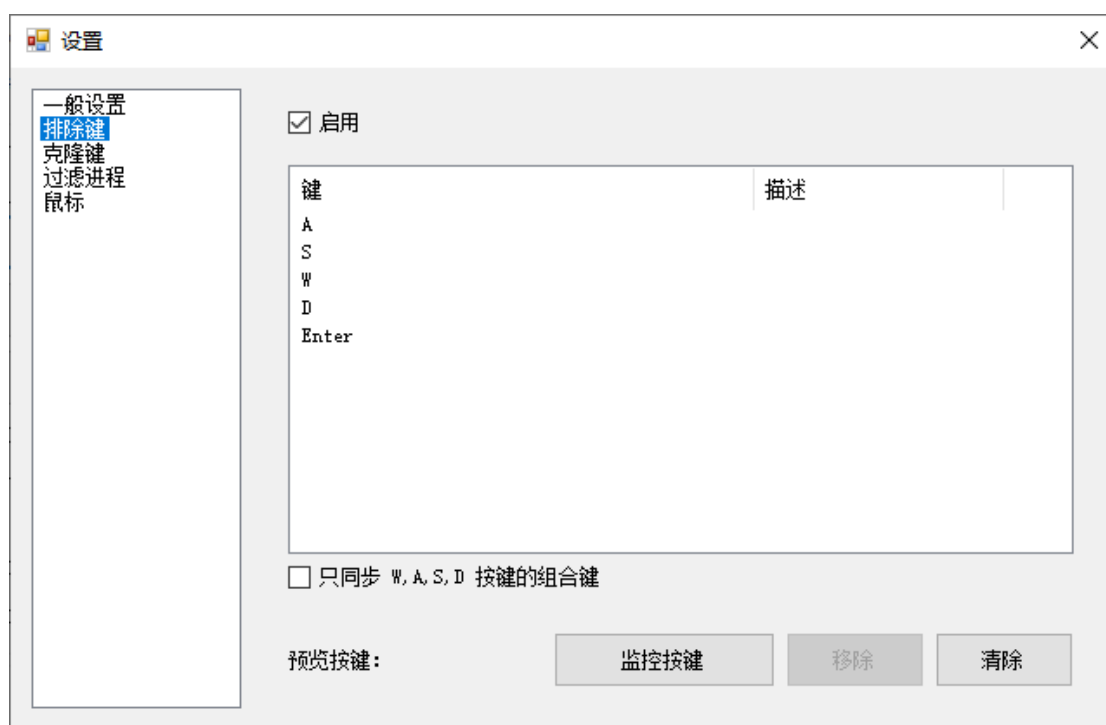 设置
一般设置
排除键
克隆键
过滤进程
鼠标
启用
键 描述
A
S
W
D
Enter
只同步 W,A,S,D 按键的组合键
预览按键: 监控按键 移除 清除